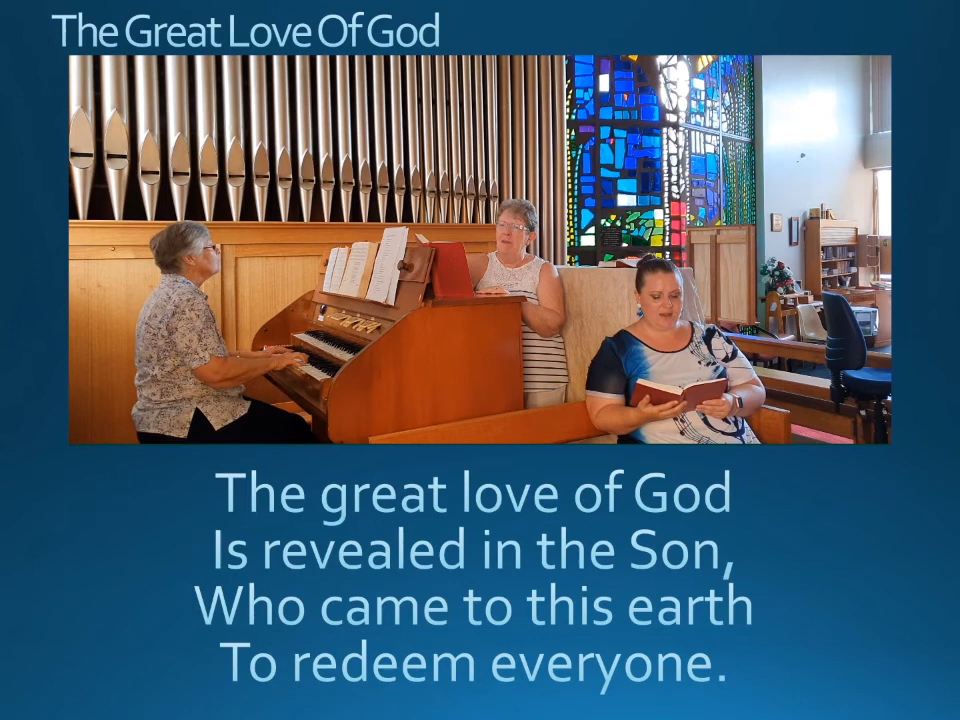 The Great Love Of God
The great love of God
Is revealed in the Son,
Who came to this earth
To redeem everyone.